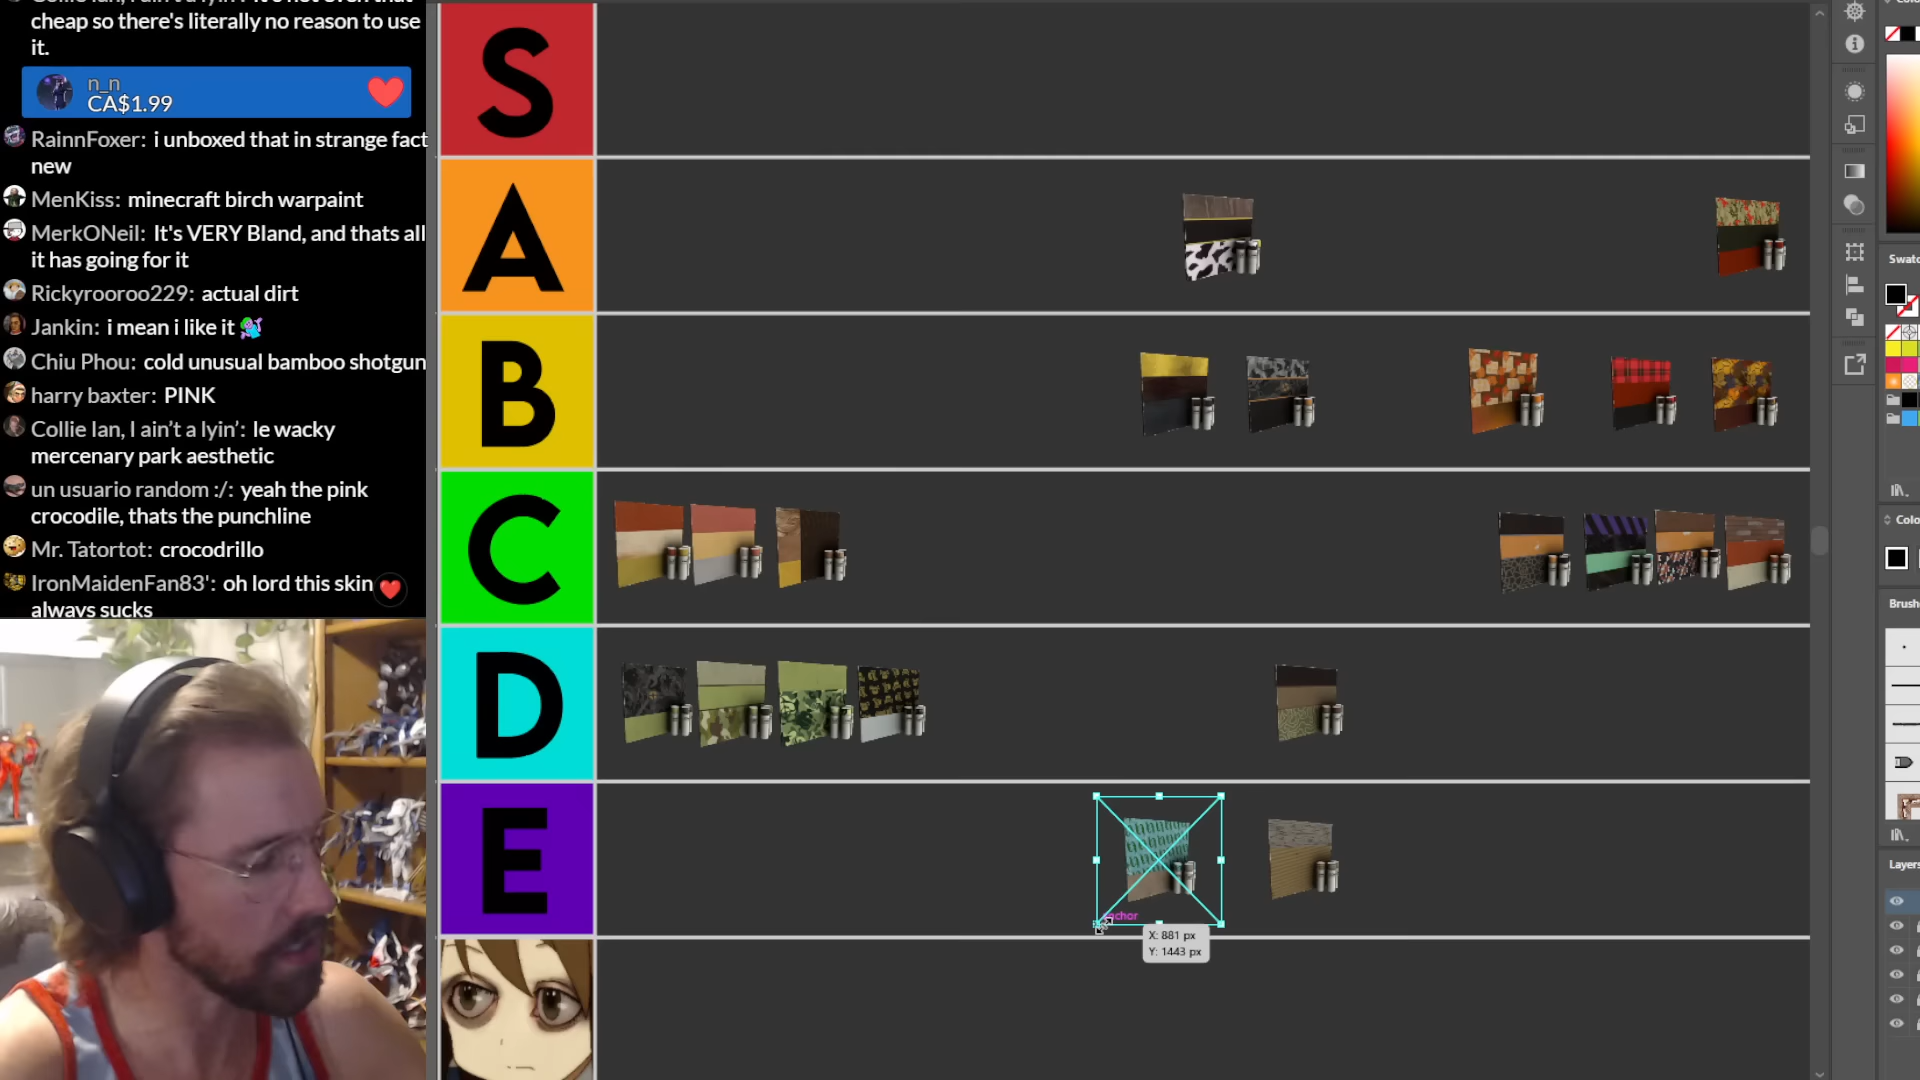 cheap so there's literally no reason to use
it.
n_n
CA$1.99
RainnFoxer: i unboxed that in strange fact
new
MenKiss: minecraft birch warpaint
MerkONeil: It's VERY Bland, and thats all
it has going for it
Rickyrooroo229: actual dirt
Jankin: i mean i like it
Chiu Phou: cold unusual bamboo shotgun
harry baxter: PINK
Collie Ian, I ain't a lyin': le wacky
mercenary park aesthetic
un usuario random :/: yeah the pink
crocodile, thats the punchline
Mr. Tatortot: crocodrillo
IronMaidenFan83': oh lord this skin
always sucks
S
A
B
C
D
E
anchor
X: 881 px
Y: 1443 px
Swatc
Colo
Brush
Layers